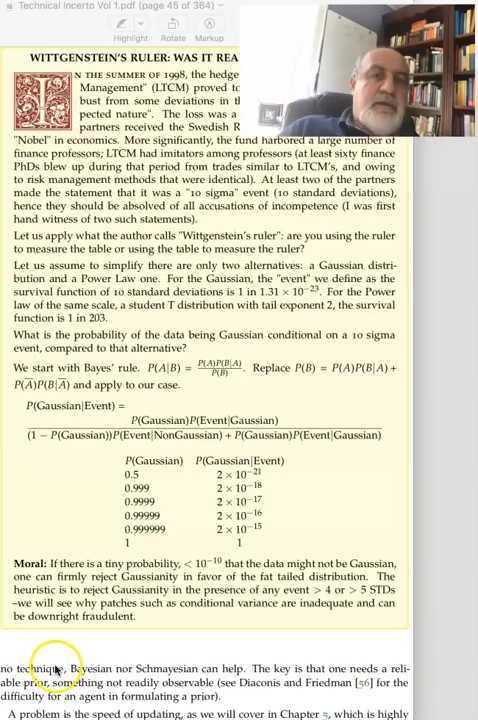 Technical Incerto Vol 1.pdf (page 45 of 364)
Highlight Rotate Markup
WITTGENSTEIN'S RULER: WAS IT REA
IN THE SUMMER OF 1998, the hedge
Management" (LTCM) proved to
bust from some deviations in th
pected nature". The loss was a
partners received the Swedish R
"Nobel" in economics. More significantly, the fund harbored a large number of
finance professors; LTCM had imitators among professors (at least sixty finance
PhDs blew up during that period from trades similar to LTCM's, and owing
to risk management methods that were identical). At least two of the partners
made the statement that it was a "10 sigma" event (10 standard deviations),
hence they should be absolved of all accusations of incompetence (I was first
hand witness of two such statements).
Let us apply what the author calls "Wittgenstein's ruler": are you using the ruler
to measure the table or using the table to measure the ruler?
Let us assume to simplify there are only two alternatives: a Gaussian distri-
bution and a Power Law one. For the Gaussian, the "event" we define as the
survival function of 10 standard deviations is 1 in 1.31 × 10⁻²³. For the Power
law of the same scale, a student T distribution with tail exponent 2, the survival
function is 1 in 203.
What is the probability of the data being Gaussian conditional on a 10 sigma
event, compared to that alternative?
We start with Bayes' rule. P(A|B) = P(A)P(B|A)/P(B). Replace P(B) = P(A)P(B|A) +
P(A̅)P(B|A̅) and apply to our case.
P(Gaussian|Event) =
P(Gaussian)P(Event|Gaussian)
(1 − P(Gaussian))P(Event|NonGaussian) + P(Gaussian)P(Event|Gaussian)
P(Gaussian) P(Gaussian|Event)
0.5 2 × 10⁻²¹
0.999 2 × 10⁻¹⁸
0.9999 2 × 10⁻¹⁷
0.99999 2 × 10⁻¹⁶
0.999999 2 × 10⁻¹⁵
1 1
Moral: If there is a tiny probability, < 10⁻¹⁰ that the data might not be Gaussian,
one can firmly reject Gaussianity in favor of the fat tailed distribution. The
heuristic is to reject Gaussianity in the presence of any event > 4 or > 5 STDs
–we will see why patches such as conditional variance are inadequate and can
be downright fraudulent.
no technique, Bayesian nor Schmayesian can help. The key is that one needs a reli-
able prior, something not readily observable (see Diaconis and Friedman [56] for the
difficulty for an agent in formulating a prior).
A problem is the speed of updating, as we will cover in Chapter 5, which is highly